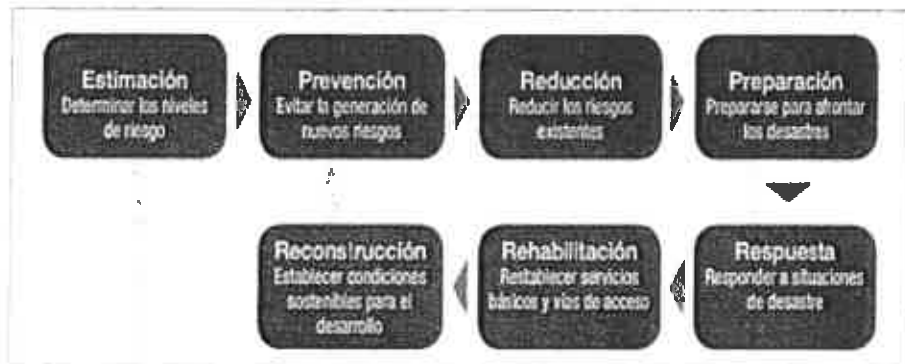 Estimación
Determinar los niveles
de riesgo
Prevención
Evitar la generación de
nuevos riesgos
Reducción
Reducir los riesgos
existentes
Preparación
Prepararse para afrontar
los desastres
Respuesta
Responder a situaciones
de desastre
Rehabilitación
Restablecer servicios
básicos y vías de acceso
Reconstrucción
Establecer condiciones
sostenibles para el
desarrollo